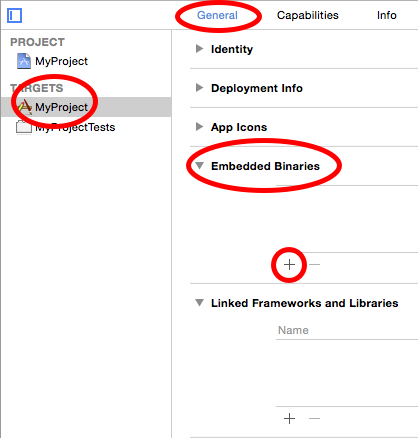 General Capabilities Info
PROJECT
MyProject
TARGETS
MyProject
MyProjectTests
Identity
Deployment Info
App Icons
Embedded Binaries
Linked Frameworks and Libraries
Name